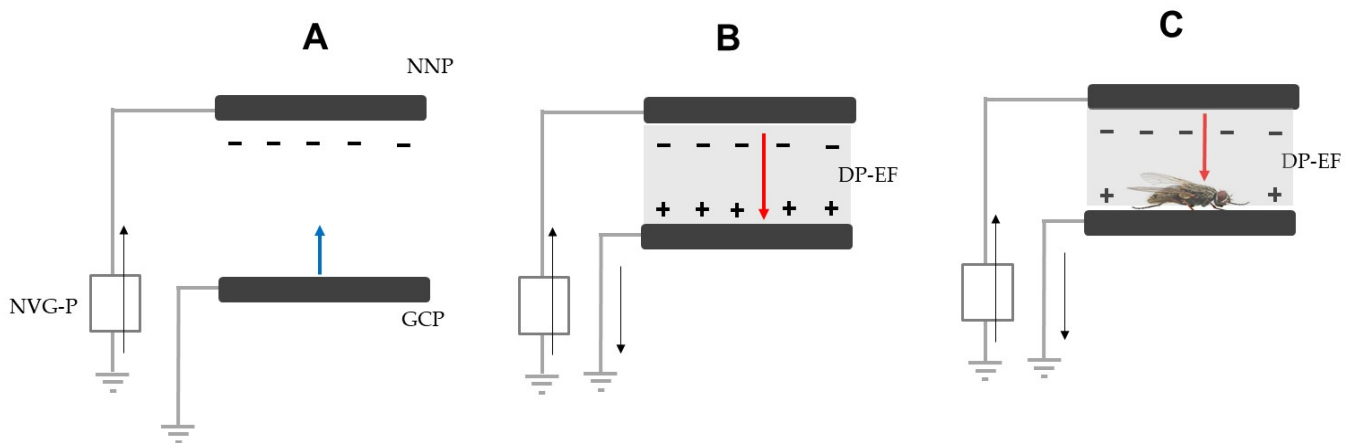 A
B
C
NNP
DP-EF
DP-EF
NVG-P
GCP